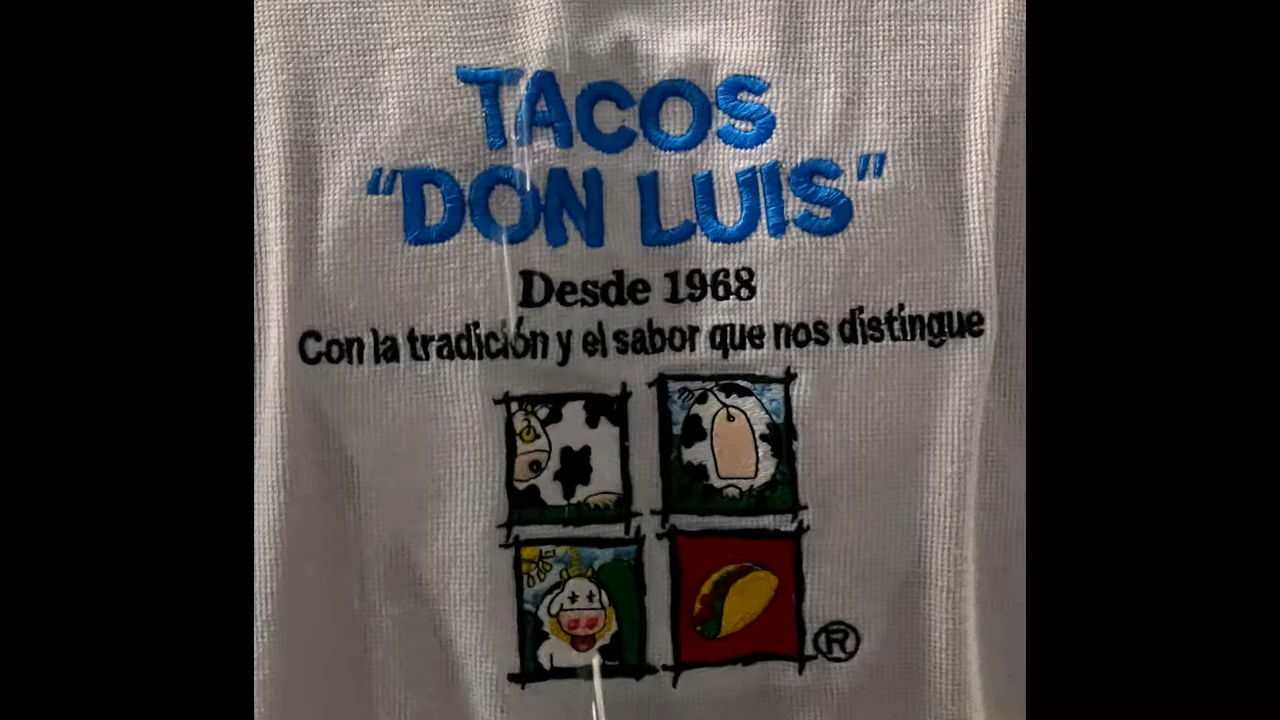 TACOS
"DON LUIS"
Desde 1968
Con la tradición y el sabor que nos distingue
®